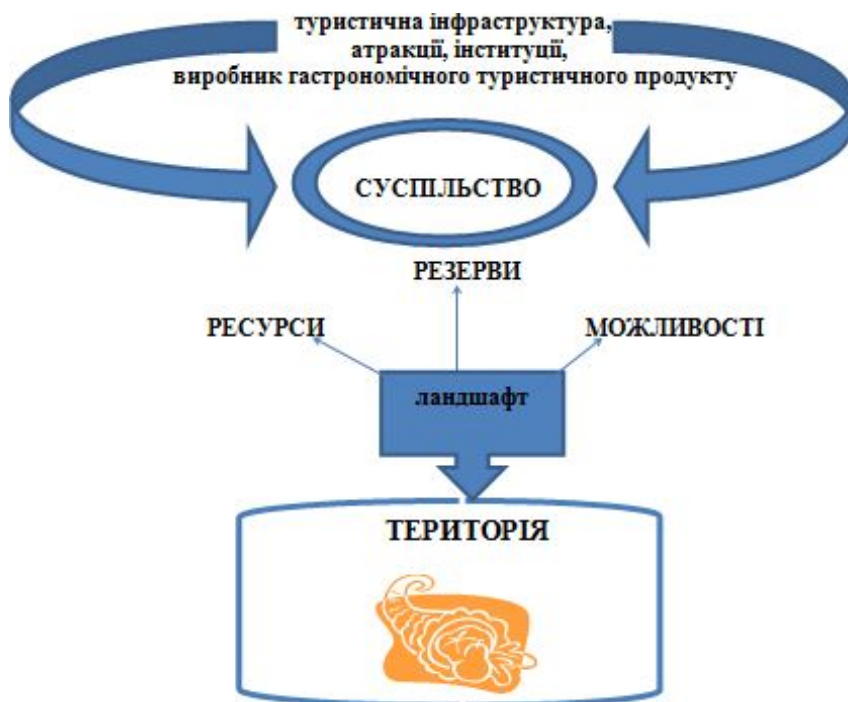 туристична інфраструктура,
атракції, інституції,
виробник гастрономічного туристичного продукту
СУСПІЛЬСТВО
РЕЗЕРВИ
РЕСУРСИ
МОЖЛИВОСТІ
ландшафт
ТЕРИТОРІЯ